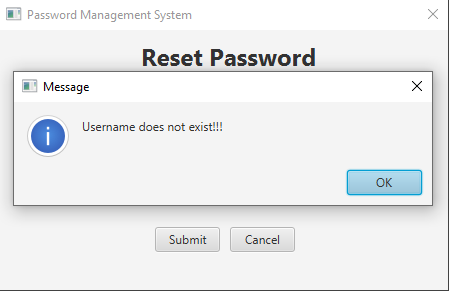 Password Management System
Reset Password
Message
Username does not exist!!!
OK
Submit
Cancel